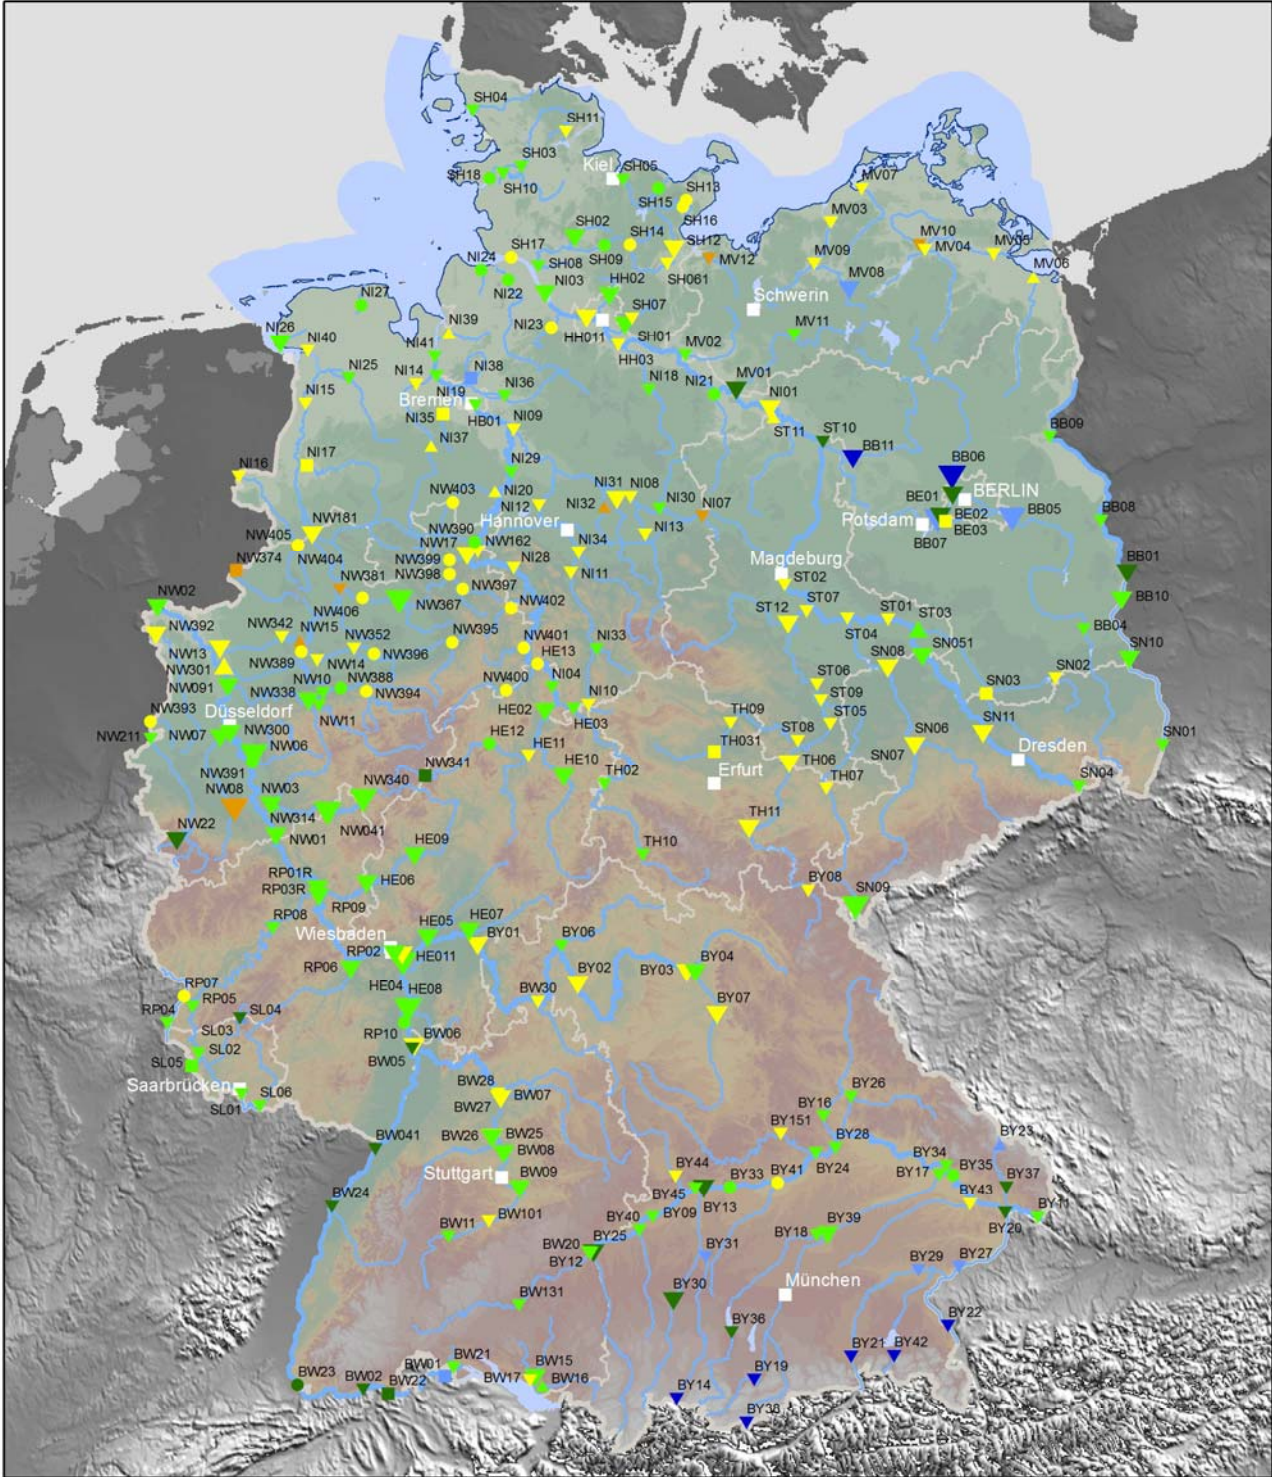 SH04
SH11
SH03
Kiel
SH05
SH18
SH10
SH13
MV07
SH15
SH16
MV03
SH02
SH14
MV10
SH17
SH12
MV04
MV05
SH09
MV12
MV09
NI24
SH08
SH061
MV06
MV08
NI22
NI03
HH02
NI27
Schwerin
SH07
NI23
NI26
NI39
HH011
SH01
MV11
NI40
NI41
HH03
MV02
NI38
NI25
NI14
MV01
NI36
NI18
NI21
NI19
NI15
Bremen
NI01
NI35
HB01
NI09
ST11
ST10
BB09
NI37
BB11
NI17
BB06
NI29
NI16
NI31
NI08
BE01
BERLIN
NW403
NI20
NI12
NI32
NI30
NI07
BE02
BB05
NW181
NW390
Hannover
Potsdam
BE03
BB08
NI13
BB07
NW405
NW17
NW162
NI34
NW404
NW399
NI28
BB01
NW374
NW398
NI11
Magdeburg
NW381
ST02
NW397
NW02
NW367
BB10
NW406
NW402
ST12
ST07
ST01
ST03
NW392
NW342
NW15
BB04
NW352
NW395
NW401
NI33
ST04
SN051
NW13
HE13
SN10
NW389
NW14
NW396
SN08
NW301
SN02
ST06
NW091
NW10
NW388
NI04
NW338
NW400
NW394
NI10
ST09
SN03
NW393
Düsseldorf
NW11
HE02
HE03
TH09
ST05
SN11
NW211
NW07
NW300
HE12
ST08
SN06
SN01
NW06
HE11
TH031
SN07
Dresden
TH06
NW391
NW341
HE10
TH02
Erfurt
TH07
NW340
SN04
NW08
NW03
NW314
TH11
NW22
NW01
NW041
HE09
TH10
RP01R
HE06
RP03R
BY08
SN09
RP09
RP08
HE07
Wiesbaden
HE05
BY01
BY06
RP02
HE011
RP06
BY02
BY03
BY04
RP07
HE04
BW30
RP05
HE08
BY07
RP04
SL04
RP10
SL03
BW06
SL02
SL05
BW05
Saarbrücken
BW28
BW07
BY26
SL06
SL01
BW27
BY16
BY151
BW26
BW25
BW041
BY28
BY23
BW08
BY34
BY35
BY24
Stuttgart
BY44
BY33
BY41
BY17
BY37
BW09
BY45
BW24
BY43
BY13
BY11
BW11
BW101
BY40
BY09
BY18
BY39
BY20
BW20
BY25
BY12
BY31
BY29
BY27
München
BW131
BY30
BY36
BY22
BY21
BY42
BW01
BW21
BW15
BW23
BW02
BW22
BW17
BW16
BY19
BY14
BY38